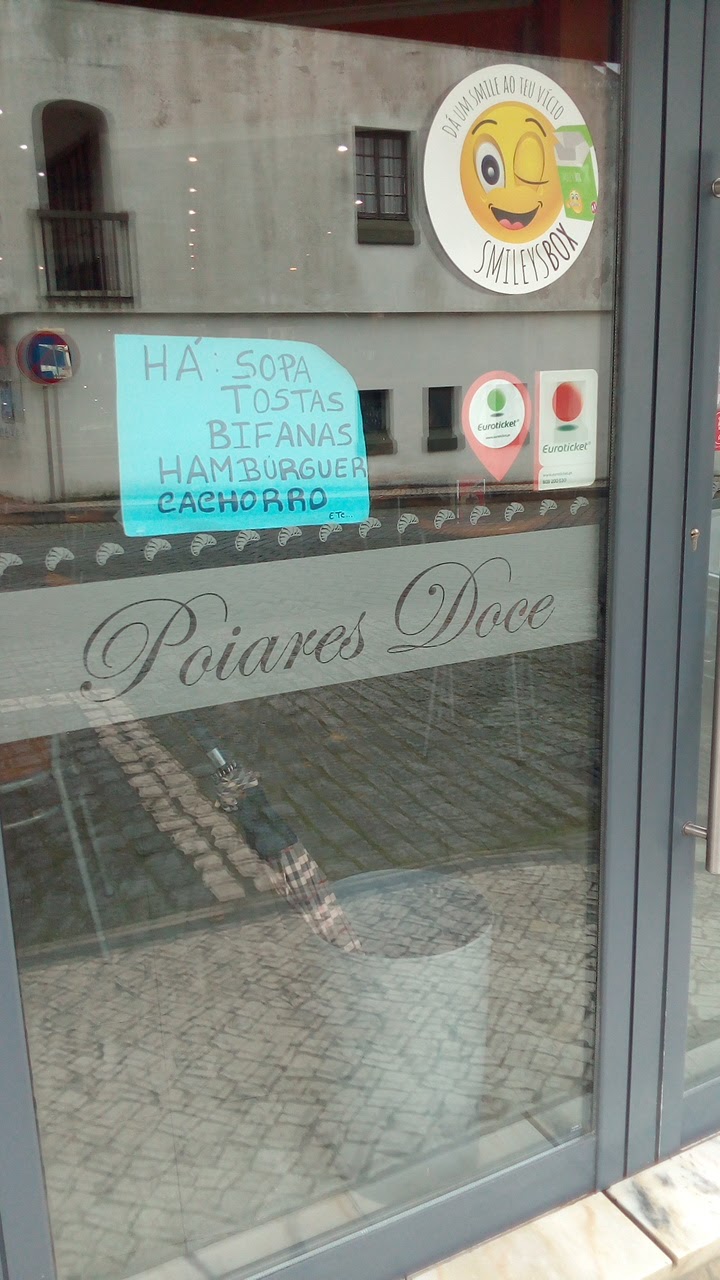 DÁ UM SMILE AO TEU VÍCIO
SMILEYSBOX
HÁ: SOPA
TOSTAS
BIFANAS
HAMBÚRGUER
CACHORRO
ETC...
Euroticket
Euroticket
Poiares Doce